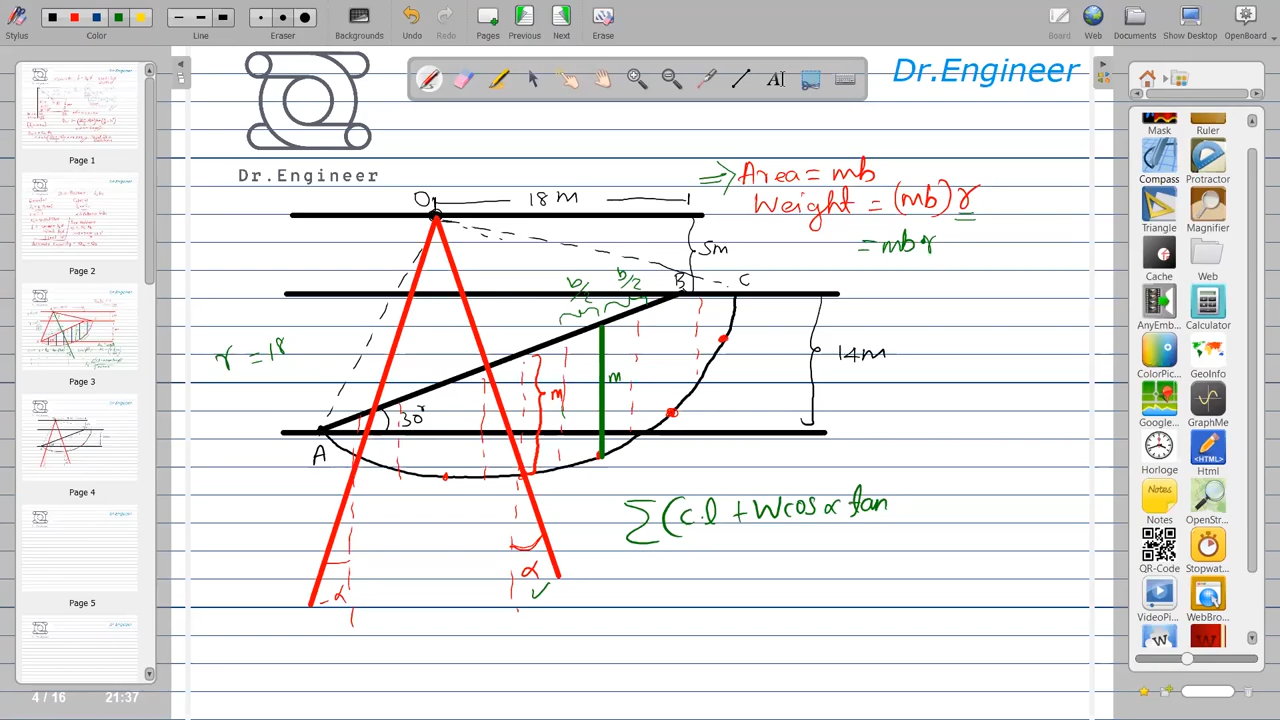 Stylus
Color
Line
Eraser
Backgrounds
Undo
Redo
Pages
Previous
Next
Erase
Board
Web
Documents
Show Desktop
OpenBoard
Page 1
Page 2
Page 3
Page 4
Page 5
4 / 16
21:37
Dr.Engineer
Dr.Engineer
⇒ Area = mb
Weight = (mb) γ
= mbγ
O
18 m
5m
B
C
b/2
b/2
γ = 18
m
m
14m
30°
A
Σ (c.l + W cos α tan
α
-α
Mask
Ruler
Compass
Protractor
Triangle
Magnifier
Cache
Web
AnyEmb...
Calculator
ColorPic...
GeoInfo
Google...
GraphMe
Horloge
Html
Notes
Notes
OpenStr...
QR-Code
Stopwat...
VideoPi...
WebBro...